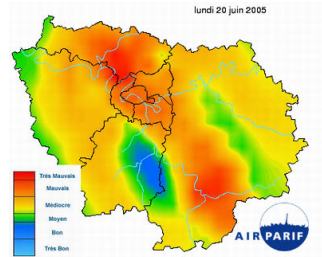 lundi 20 juin 2005
Très Mauvais
Mauvais
Médiocre
Moyen
Bon
Très Bon
AIRPARIF